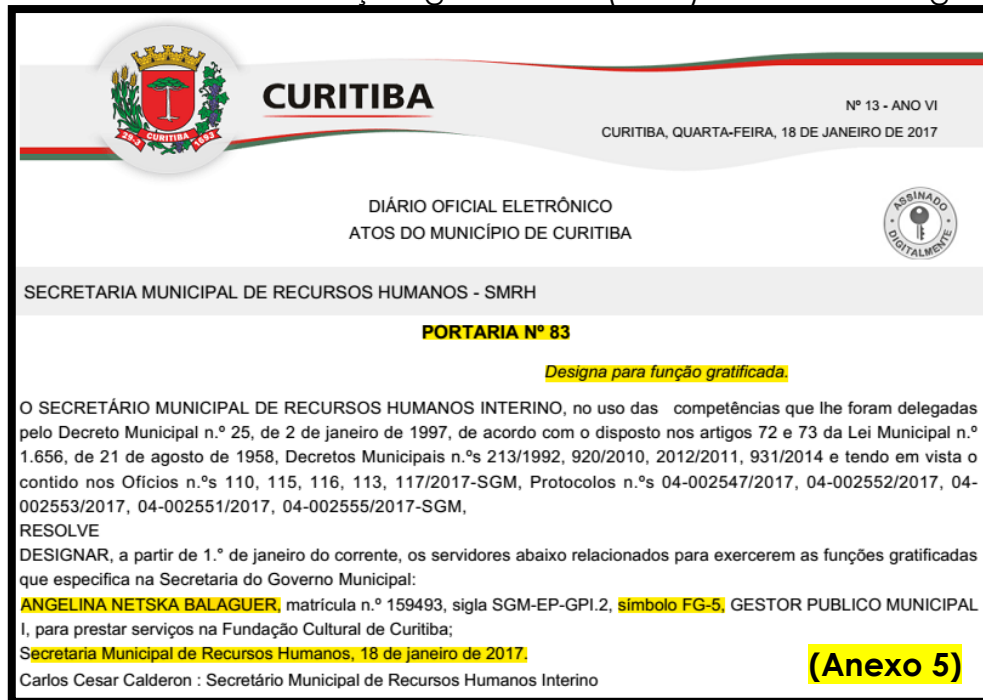 CURITIBA
29-3 CURITIBA 1693
Nº 13 - ANO VI
CURITIBA, QUARTA-FEIRA, 18 DE JANEIRO DE 2017
DIÁRIO OFICIAL ELETRÔNICO
ATOS DO MUNICÍPIO DE CURITIBA
ASSINADO DIGITALMENTE
SECRETARIA MUNICIPAL DE RECURSOS HUMANOS - SMRH
PORTARIA Nº 83
Designa para função gratificada.
O SECRETÁRIO MUNICIPAL DE RECURSOS HUMANOS INTERINO, no uso das competências que lhe foram delegadas
pelo Decreto Municipal n.º 25, de 2 de janeiro de 1997, de acordo com o disposto nos artigos 72 e 73 da Lei Municipal n.º
1.656, de 21 de agosto de 1958, Decretos Municipais n.ºs 213/1992, 920/2010, 2012/2011, 931/2014 e tendo em vista o
contido nos Ofícios n.ºs 110, 115, 116, 113, 117/2017-SGM, Protocolos n.ºs 04-002547/2017, 04-002552/2017, 04-
002553/2017, 04-002551/2017, 04-002555/2017-SGM,
RESOLVE
DESIGNAR, a partir de 1.° de janeiro do corrente, os servidores abaixo relacionados para exercerem as funções gratificadas
que especifica na Secretaria do Governo Municipal:
ANGELINA NETSKA BALAGUER, matrícula n.º 159493, sigla SGM-EP-GPI.2, símbolo FG-5, GESTOR PUBLICO MUNICIPAL
I, para prestar serviços na Fundação Cultural de Curitiba;
Secretaria Municipal de Recursos Humanos, 18 de janeiro de 2017.
Carlos Cesar Calderon : Secretário Municipal de Recursos Humanos Interino
(Anexo 5)